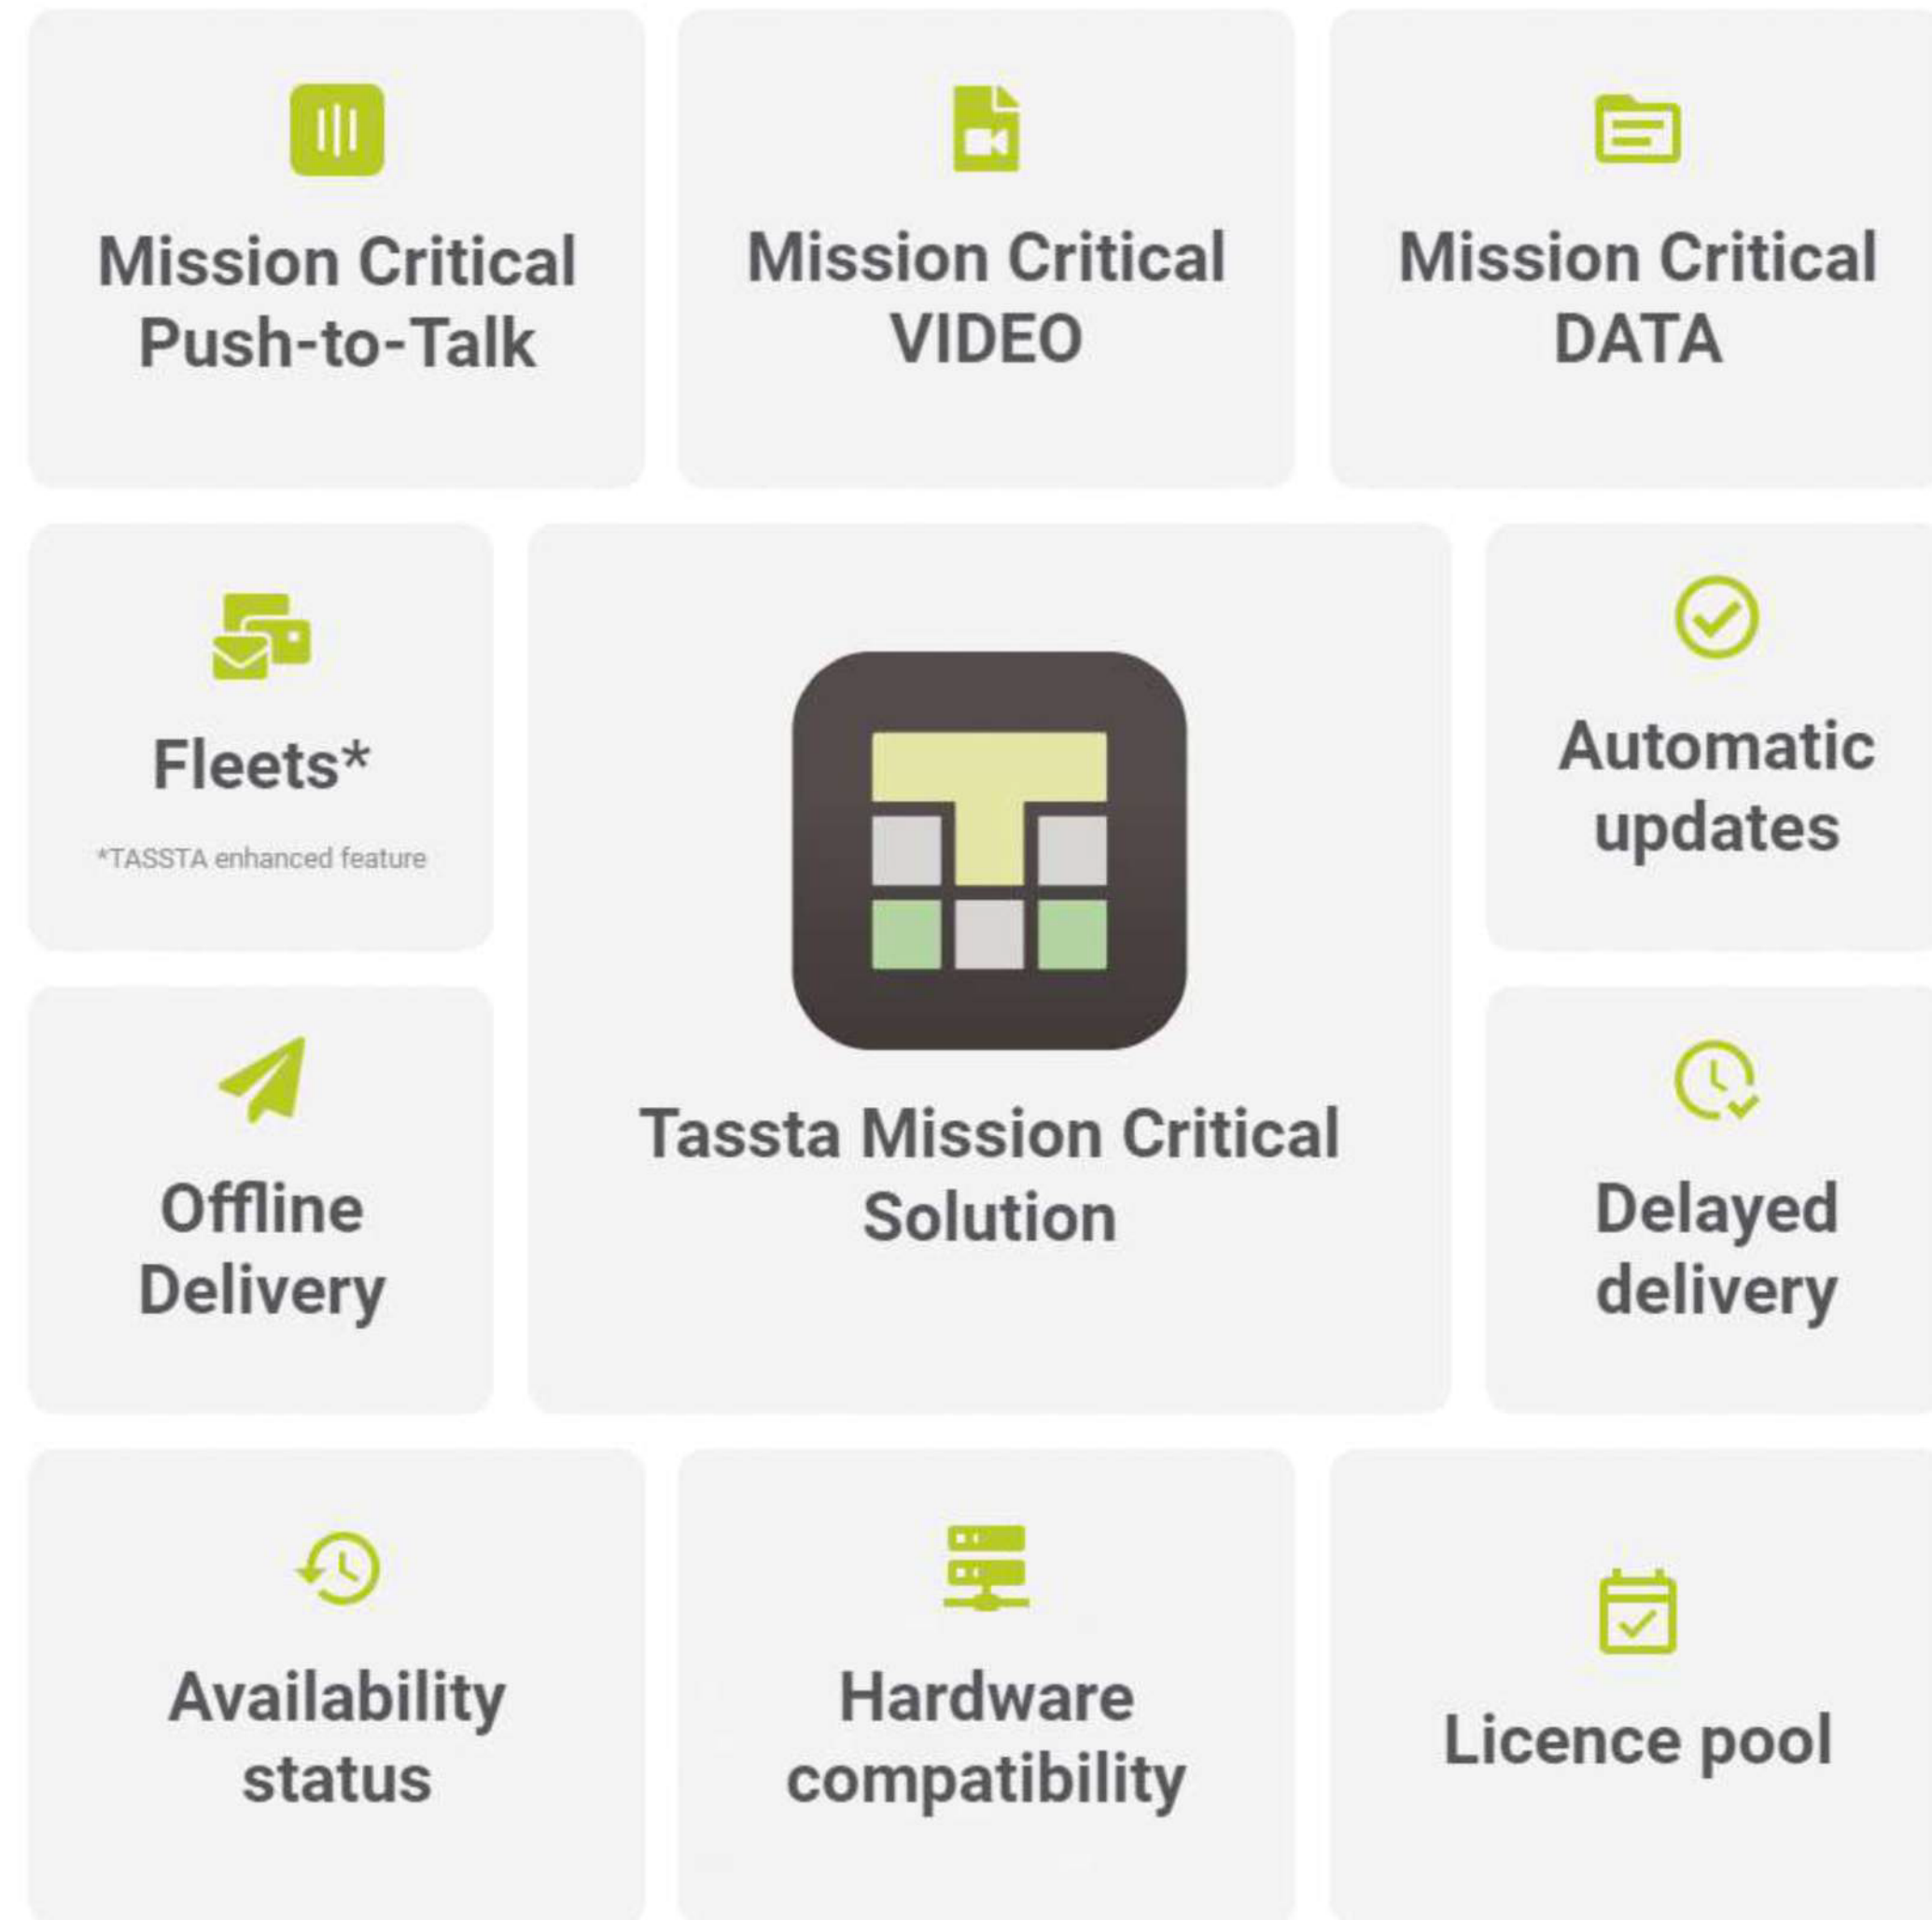 Mission Critical
Push-to-Talk
Mission Critical
VIDEO
Mission Critical
DATA
Fleets*
*TASSTA enhanced feature
Tassta Mission Critical
Solution
Automatic
updates
Offline
Delivery
Delayed
delivery
Availability
status
Hardware
compatibility
Licence pool